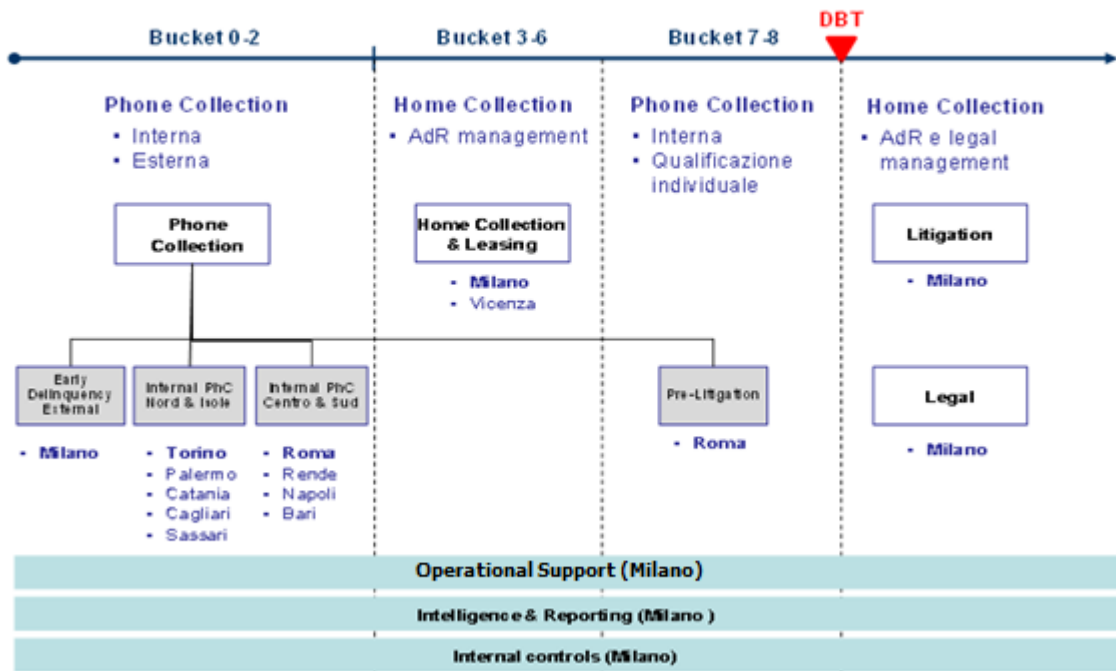 DBT
Bucket 0-2
Bucket 3-6
Bucket 7-8
Phone Collection
• Interna
• Esterna
Home Collection
• AdR management
Phone Collection
• Interna
• Qualificazione
individuale
Home Collection
• AdR e legal
management
Phone
Collection
Home Collection
& Leasing
- Milano
- Vicenza
Litigation
- Milano
Early
Delinquency
External
- Milano
Internal PhC
Nord & Isole
- Torino
- Palermo
- Catania
- Cagliari
- Sassari
Internal PhC
Centro & Sud
- Roma
- Rende
- Napoli
- Bari
Pre-Litigation
- Roma
Legal
- Milano
Operational Support (Milano)
Intelligence & Reporting (Milano )
Internal controls (Milano)